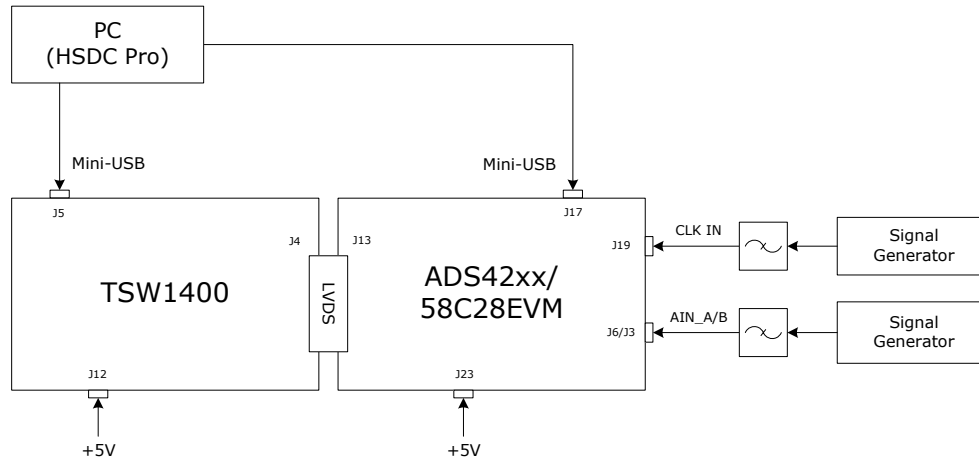 PC
(HSDC Pro)
Mini-USB
Mini-USB
J5
J17
J4
J13
J19
CLK IN
Signal
Generator
TSW1400
LVDS
ADS42xx/
58C28EVM
J6/J3
AIN_A/B
Signal
Generator
J12
J23
+5V
+5V